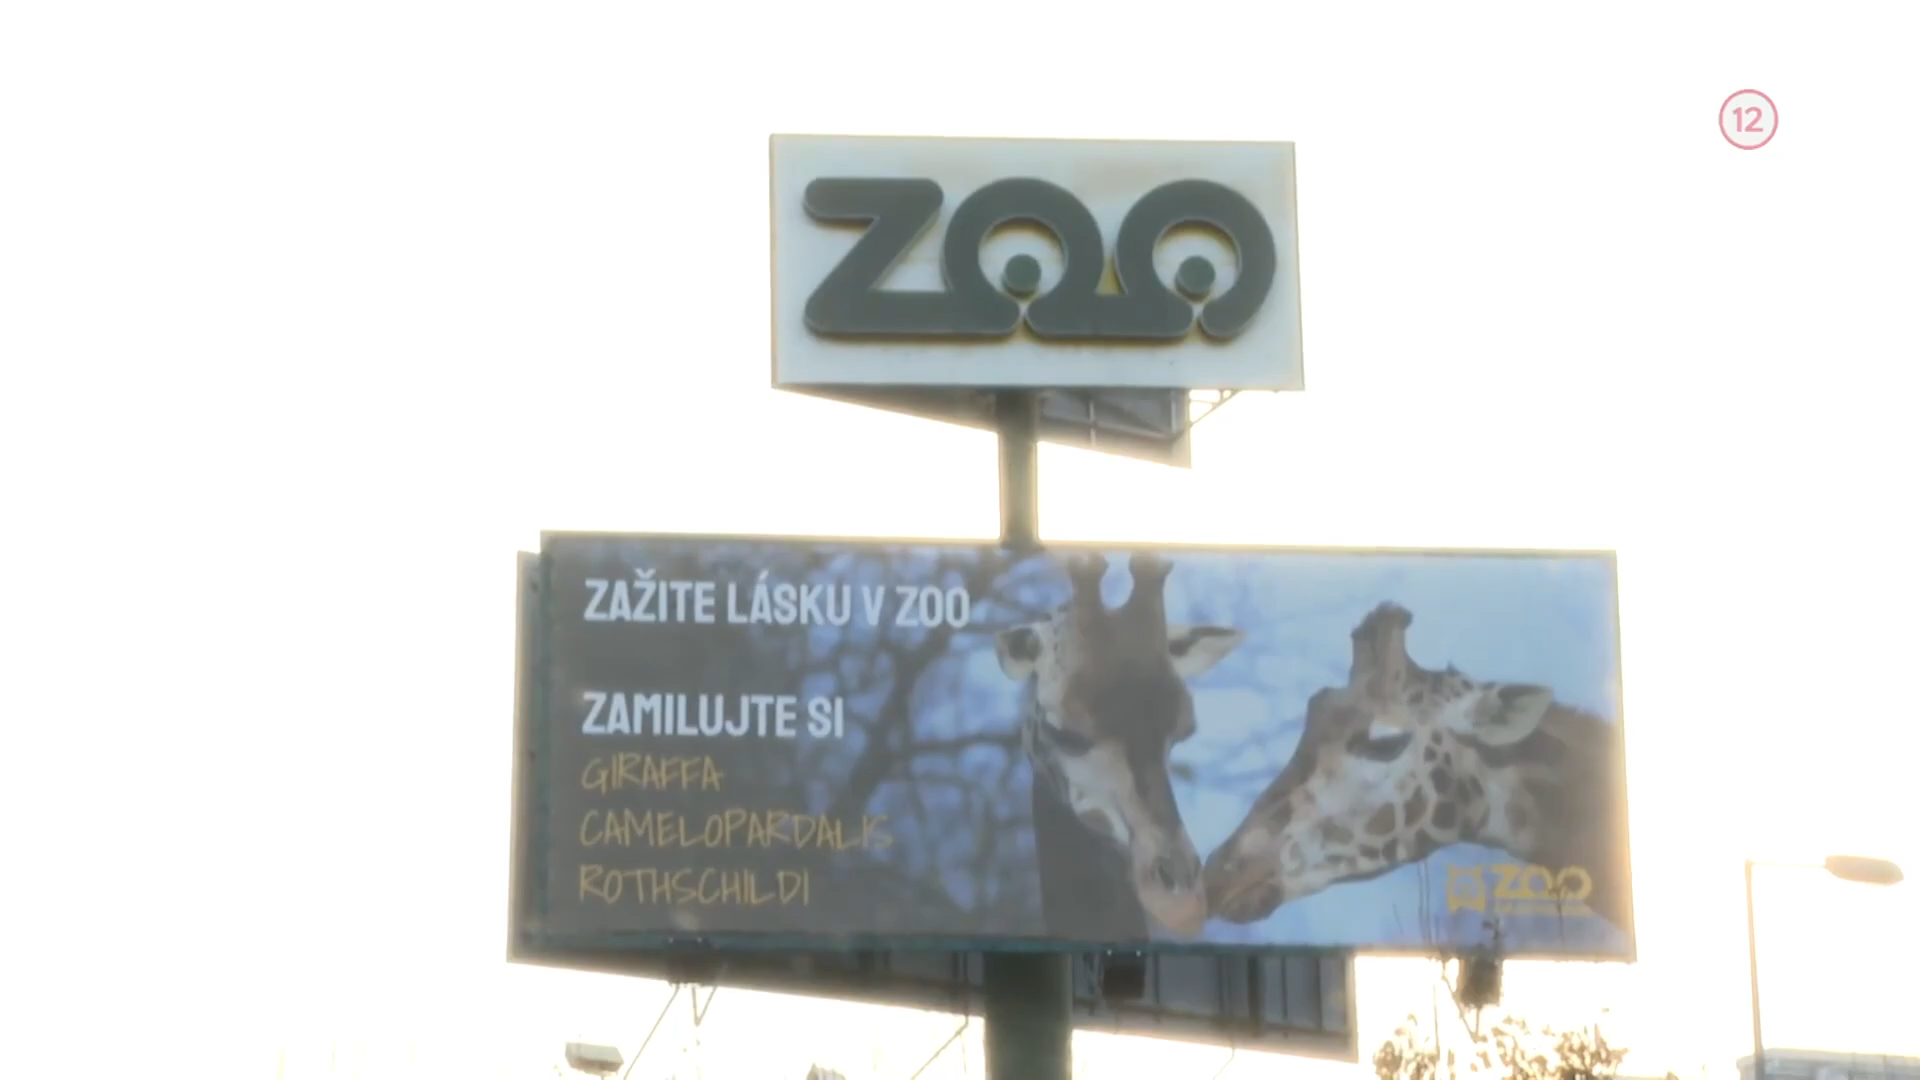 12
ZOO
ZAŽITE LÁSKU V ZOO
ZAMILUJTE SI
GIRAFFA
CAMELOPARDALIS
ROTHSCHILDI
ZOO